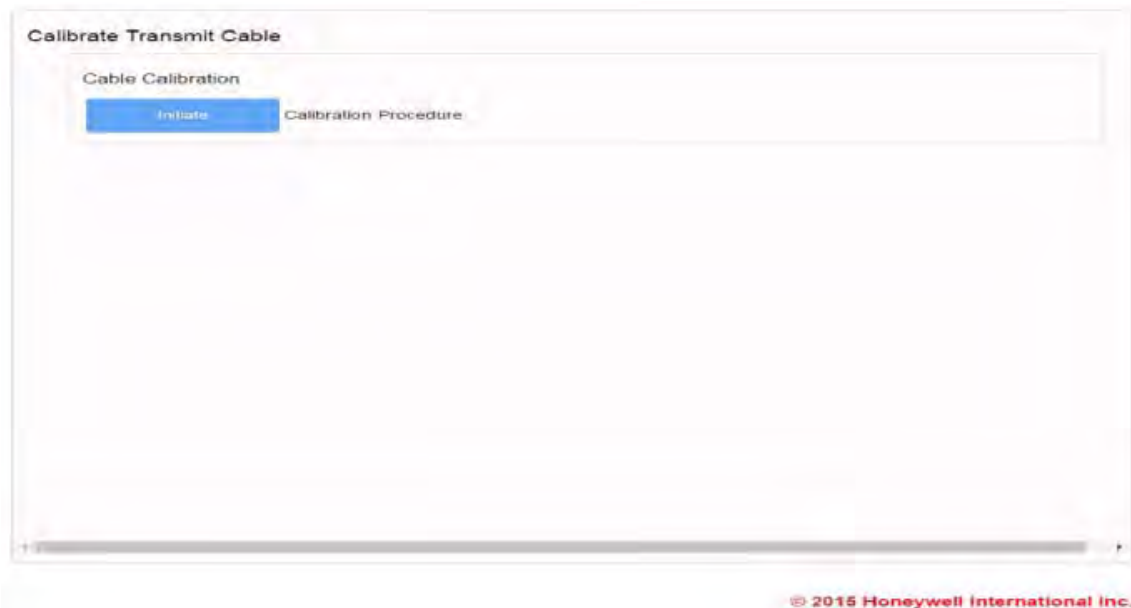 Calibrate Transmit Cable
Cable Calibration
Initiate Calibration Procedure
© 2015 Honeywell International Inc.